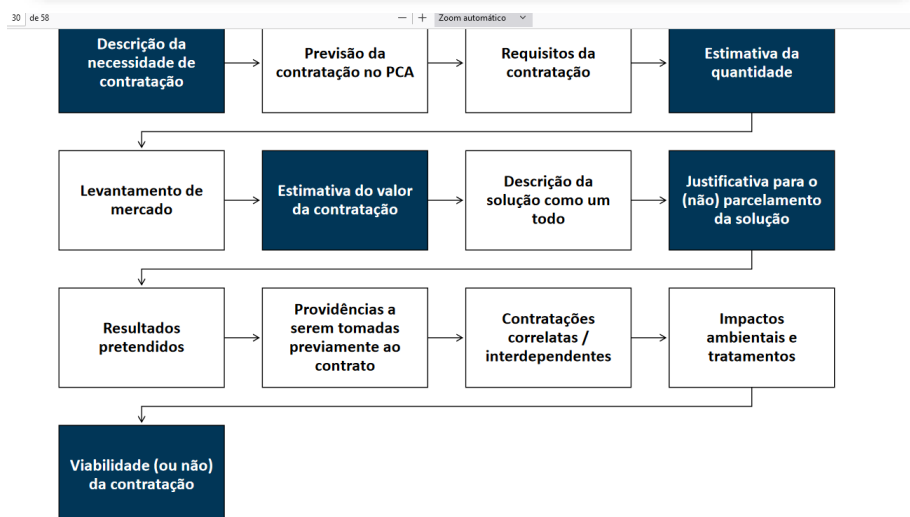 30 de 58
Zoom automático
Descrição da
necessidade de
contratação
Previsão da
contratação no PCA
Requisitos da
contratação
Estimativa da
quantidade
Levantamento de
mercado
Estimativa do valor
da contratação
Descrição da
solução como um
todo
Justificativa para o
(não) parcelamento
da solução
Resultados
pretendidos
Providências a
serem tomadas
previamente ao
contrato
Contratações
correlatas /
interdependentes
Impactos
ambientais e
tratamentos
Viabilidade (ou não)
da contratação